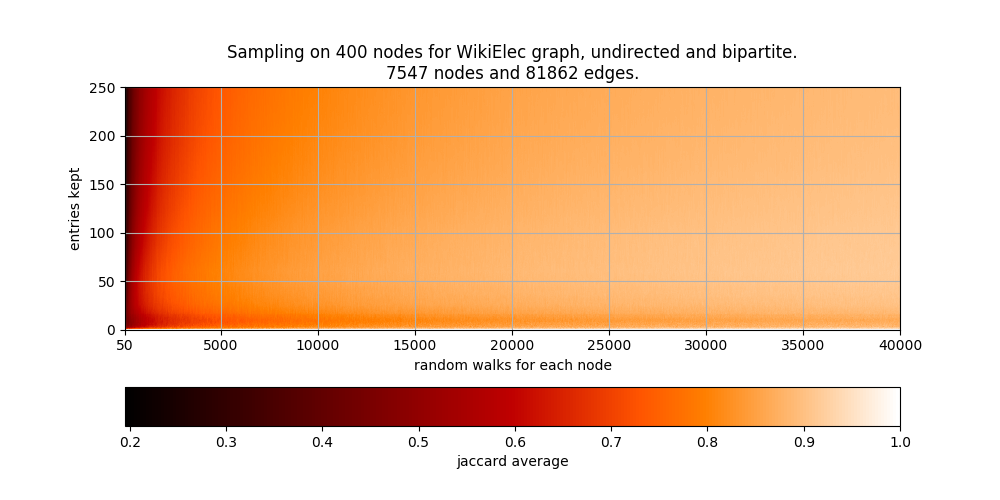 Sampling on 400 nodes for WikiElec graph, undirected and bipartite.
7547 nodes and 81862 edges.
250
200
150
100
50
0
entries kept
50 5000 10000 15000 20000 25000 30000 35000 40000
random walks for each node
0.2 0.3 0.4 0.5 0.6 0.7 0.8 0.9 1.0
jaccard average